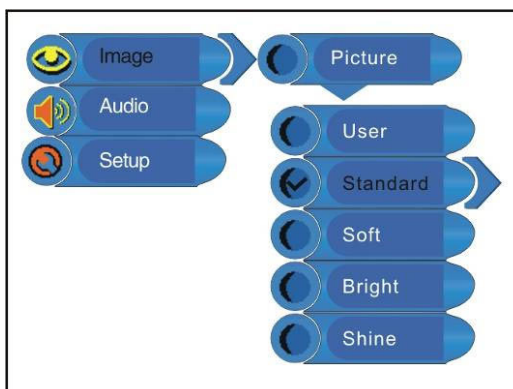 Image
Audio
Setup
Picture
User
Standard
Soft
Bright
Shine